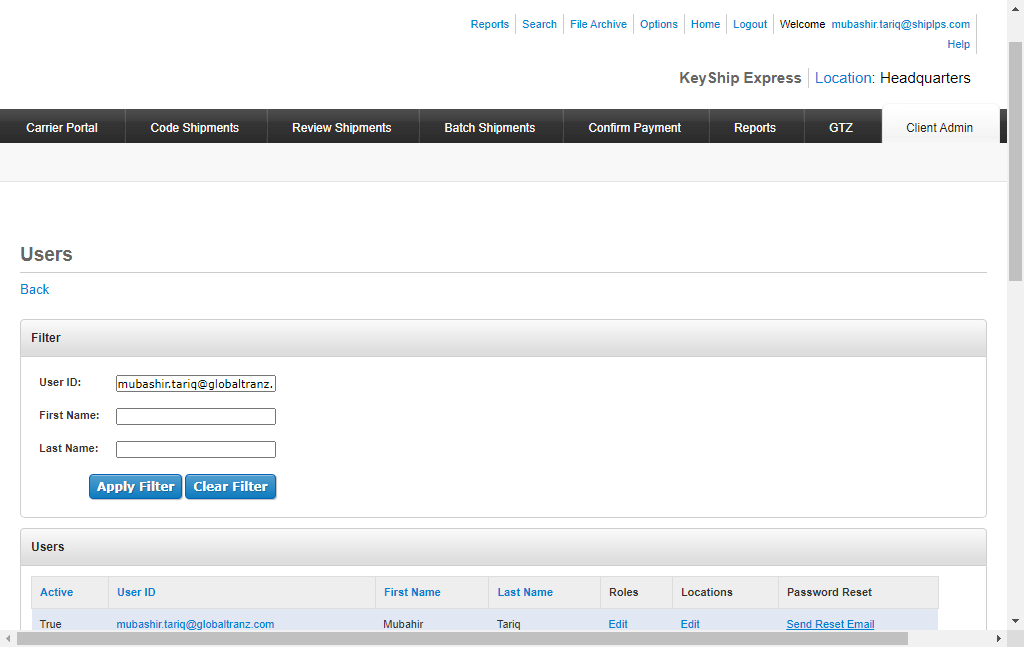 Reports Search File Archive Options Home Logout Welcome mubashir.tariq@shiplps.com
Help
KeyShip Express Location: Headquarters
Carrier Portal Code Shipments Review Shipments Batch Shipments Confirm Payment Reports GTZ Client Admin
Users
Back
Filter
User ID: mubashir.tariq@globaltranz.
First Name:
Last Name:
Apply Filter Clear Filter
Users
Active User ID First Name Last Name Roles Locations Password Reset
True mubashir.tariq@globaltranz.com Mubahir Tariq Edit Edit Send Reset Email